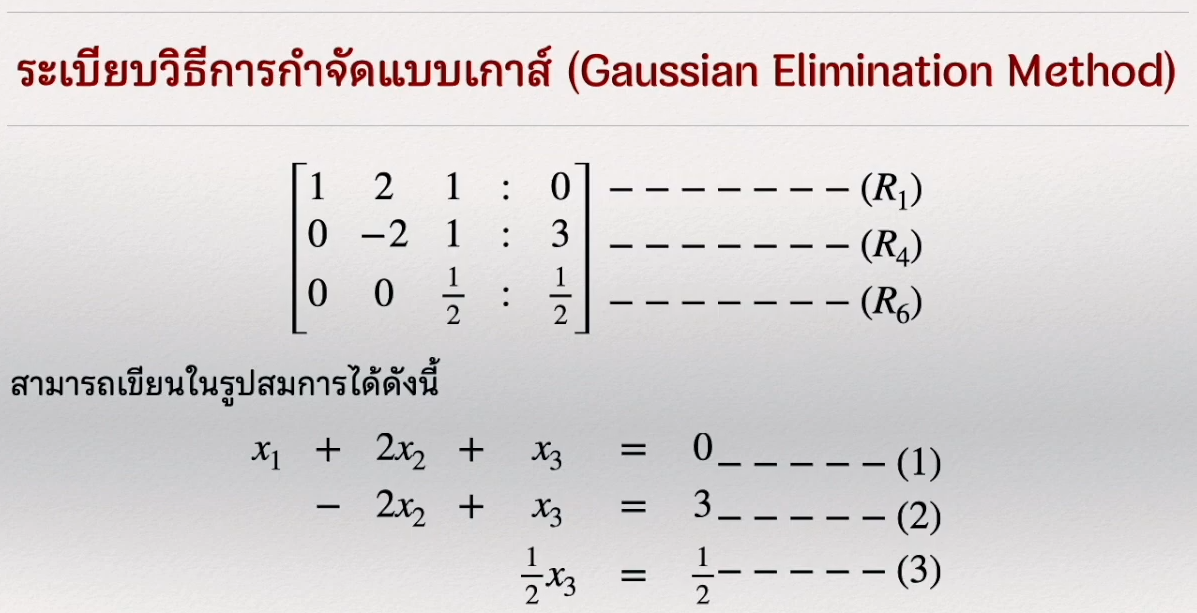 ระเบียบวิธีการกำจัดแบบเกาส์ (Gaussian Elimination Method)
[1 2 1 : 0] − − − − − − − (R₁)
[0 −2 1 : 3] − − − − − − − (R₄)
[0 0 1/2 : 1/2] − − − − − − − (R₆)
สามารถเขียนในรูปสมการได้ดังนี้
x₁ + 2x₂ + x₃ = 0 − − − − − (1)
− 2x₂ + x₃ = 3 − − − − − (2)
1/2 x₃ = 1/2 − − − − − (3)